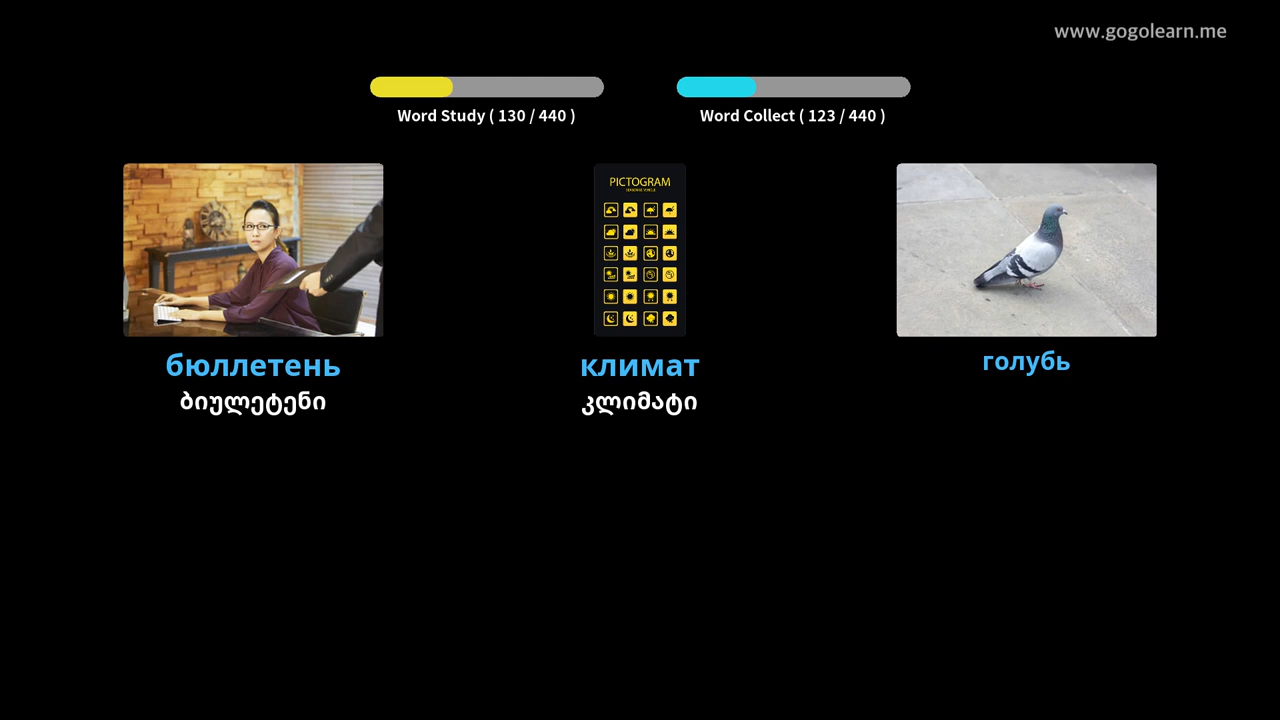 www.gogolearn.me
Word Study ( 130 / 440 )
Word Collect ( 123 / 440 )
PICTOGRAM
бюллетень
климат
голубь
ბიულეტენი
კლიმატი